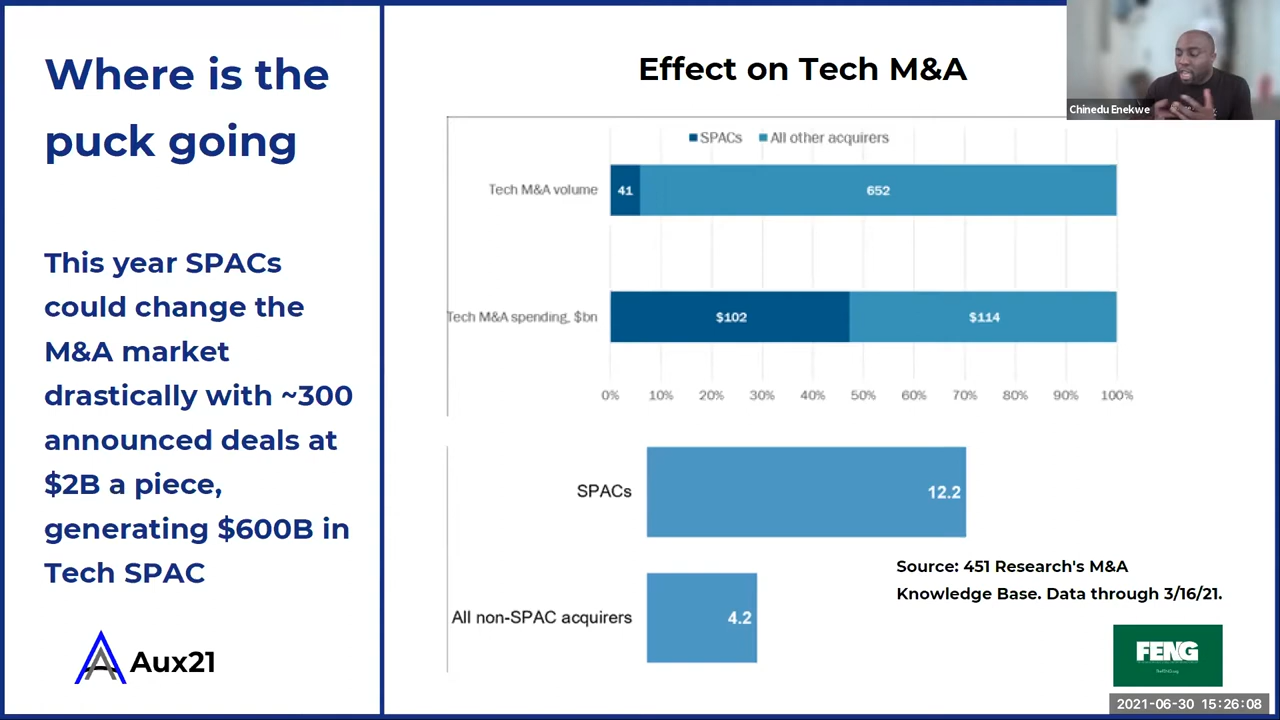 Where is the
puck going
This year SPACs
could change the
M&A market
drastically with ~300
announced deals at
$2B a piece,
generating $600B in
Tech SPAC
Aux21
Effect on Tech M&A
SPACs All other acquirers
Tech M&A volume 41 652
Tech M&A spending, $bn $102 $114
0% 10% 20% 30% 40% 50% 60% 70% 80% 90% 100%
SPACs 12.2
All non-SPAC acquirers 4.2
Source: 451 Research's M&A
Knowledge Base. Data through 3/16/21.
FENG
Chinedu Enekwe
2021-06-30 15:26:08